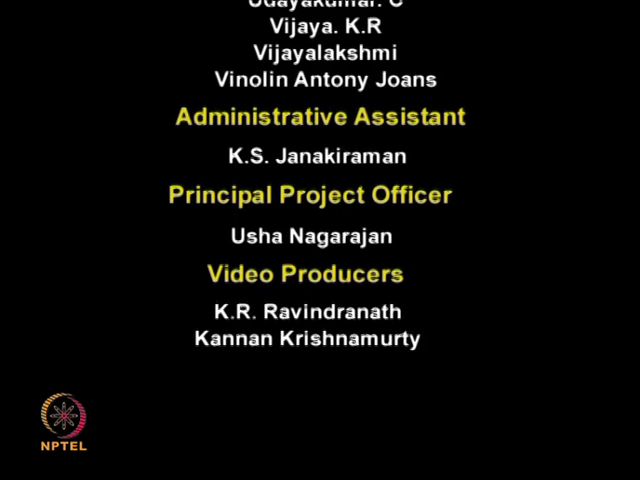 Udayakumar. C
Vijaya. K.R
Vijayalakshmi
Vinolin Antony Joans
Administrative Assistant
K.S. Janakiraman
Principal Project Officer
Usha Nagarajan
Video Producers
K.R. Ravindranath
Kannan Krishnamurty
NPTEL